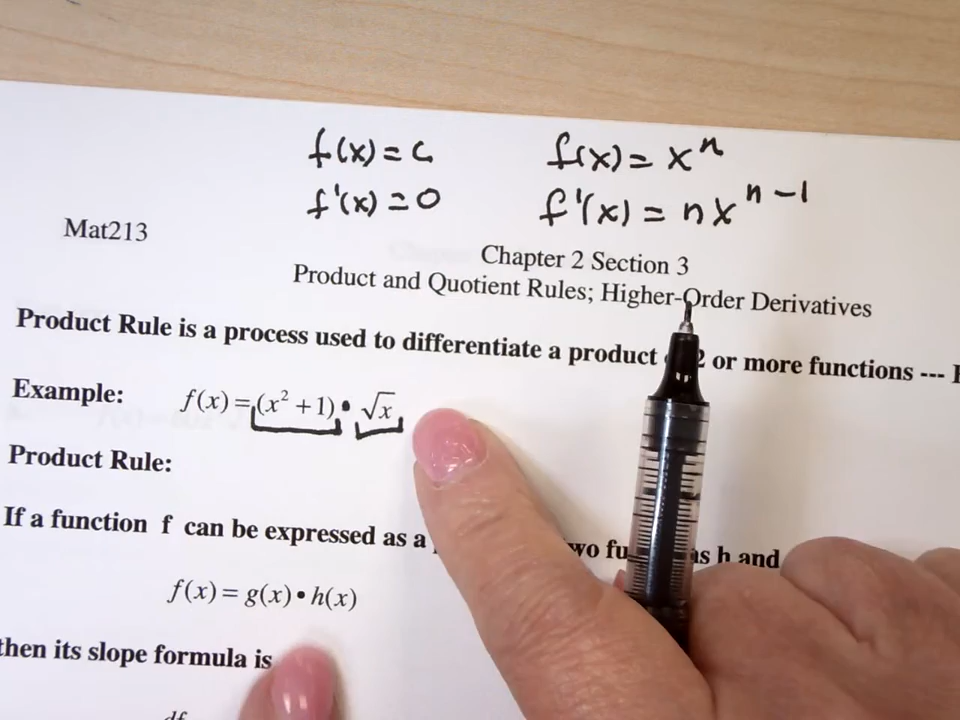 f(x) = c
f'(x) = 0
f(x) = x^n
f'(x) = nx^{n-1}
Mat213
Chapter 2 Section 3
Product and Quotient Rules; Higher-Order Derivatives
Product Rule is a process used to differentiate a product 2 or more functions ---
Example: f(x) = (x² + 1) • √x
Product Rule:
If a function f can be expressed as a h and
f(x) = g(x) • h(x)
then its slope formula is
df